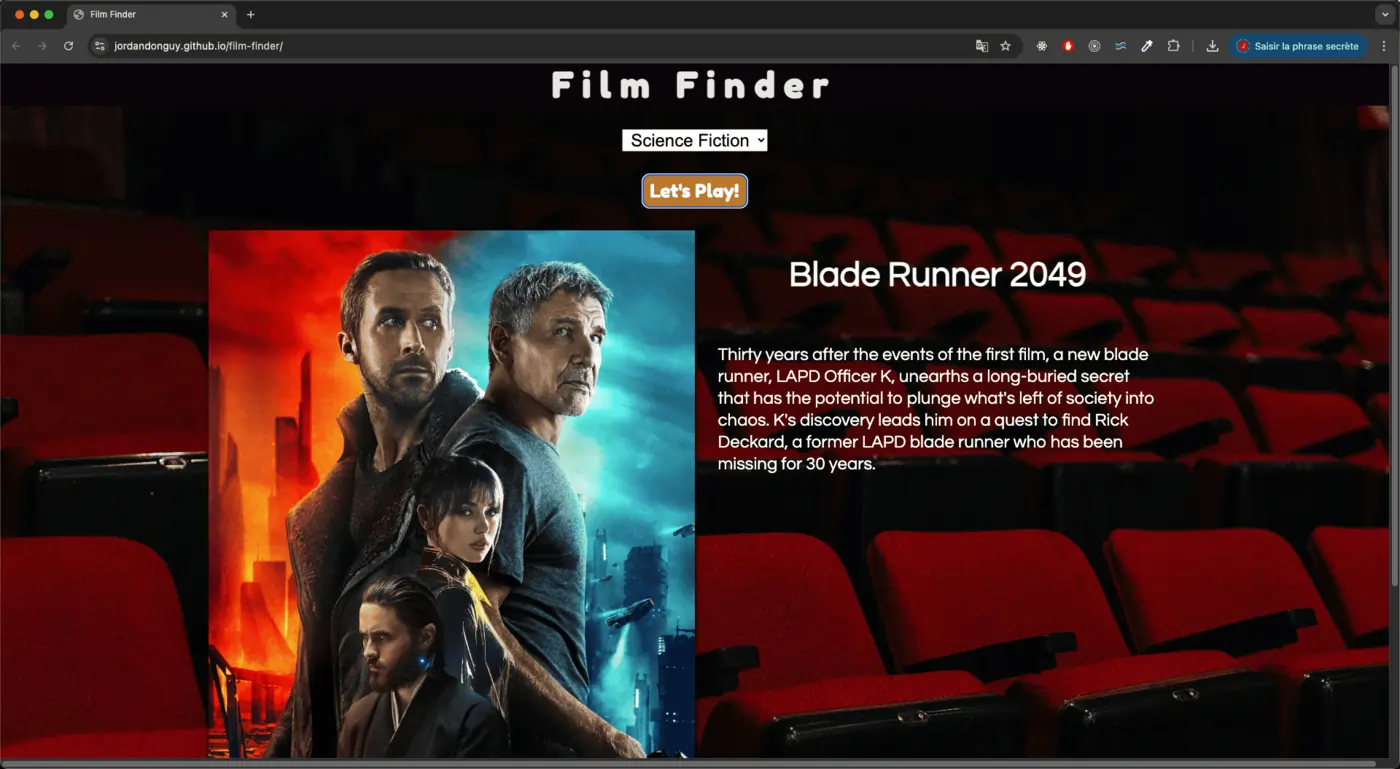 Film Finder
jordandonguy.github.io/film-finder/
Saisir la phrase secrète
Film Finder
Science Fiction
Let's Play!
Blade Runner 2049
Thirty years after the events of the first film, a new blade
runner, LAPD Officer K, unearths a long-buried secret
that has the potential to plunge what's left of society into
chaos. K's discovery leads him on a quest to find Rick
Deckard, a former LAPD blade runner who has been
missing for 30 years.